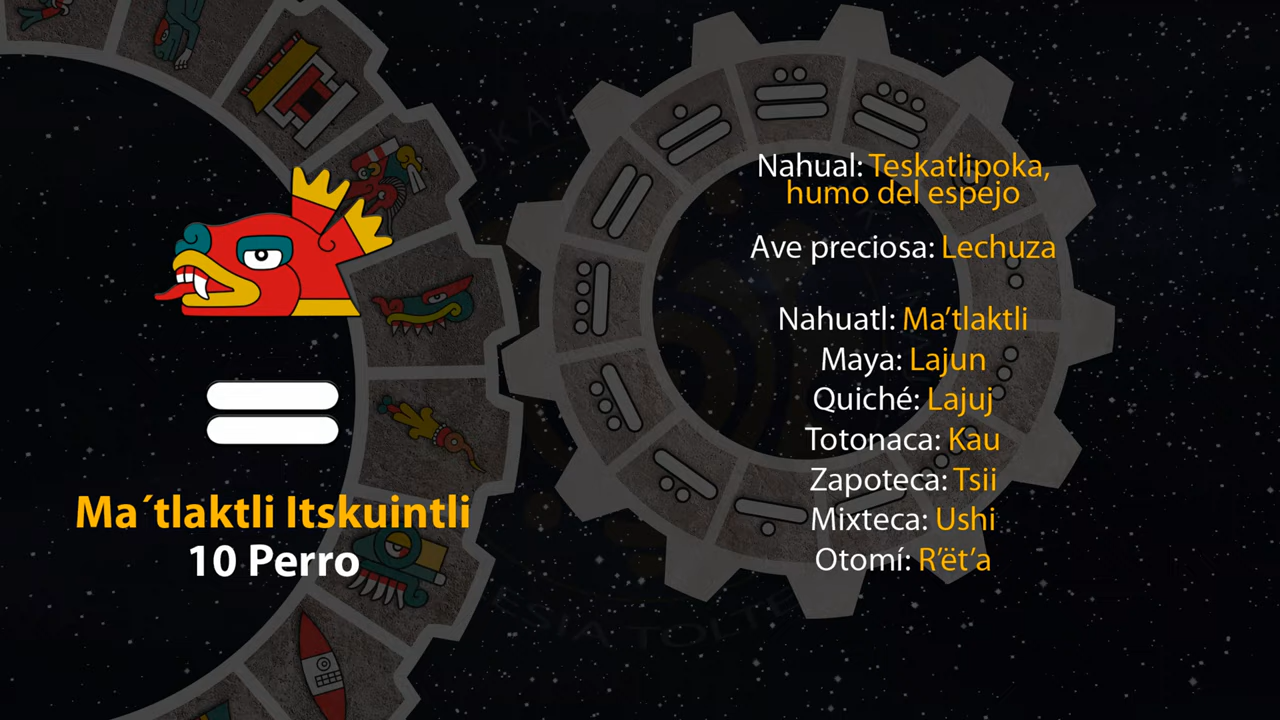 Ma´tlaktli Itskuintli
10 Perro
Nahual: Teskatlipoka,
humo del espejo
Ave preciosa: Lechuza
Nahuatl: Ma’tlaktli
Maya: Lajun
Quiché: Lajuj
Totonaca: Kau
Zapoteca: Tsii
Mixteca: Ushi
Otomí: R’ët’a